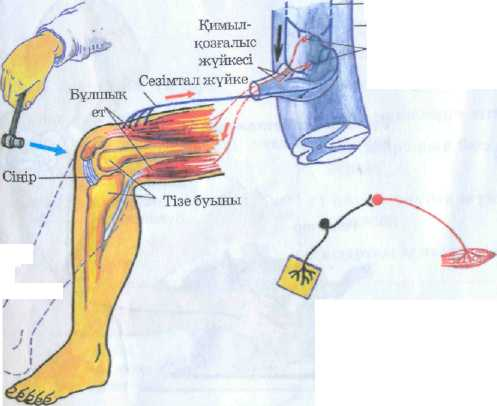 Қимыл-
қозғалыс
жүйкесі
Сезімтал жүйке
Бұлшық
ет
Сіңір
Тізе буыны